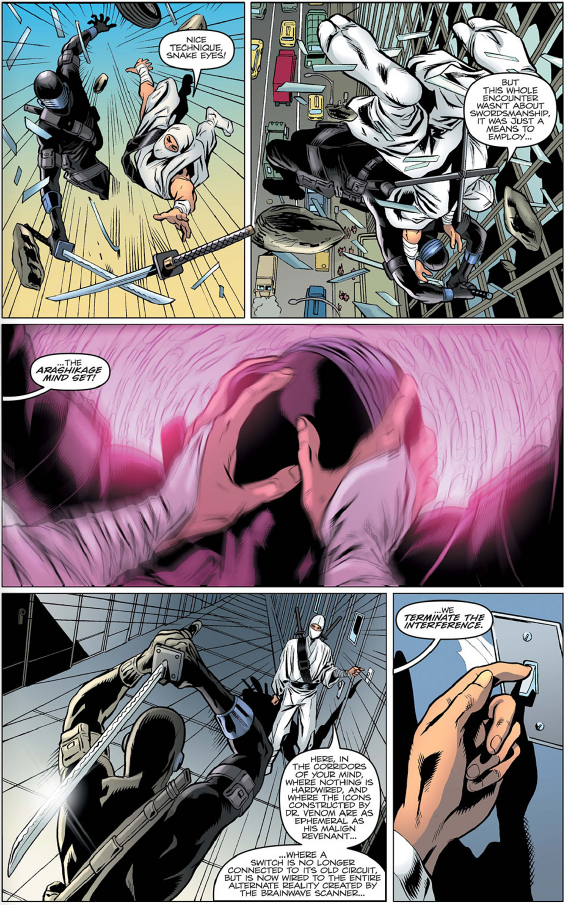 NICE
TECHNIQUE,
SNAKE EYES!
BUT
THIS WHOLE
ENCOUNTER
WASN'T ABOUT
SWORDSMANSHIP,
IT WAS JUST A
MEANS TO
EMPLOY...
...THE
ARASHIKAGE
MIND SET!
HERE, IN
THE CORRIDORS
OF YOUR MIND,
WHERE NOTHING IS
HARDWIRED, AND
WHERE THE ICONS
CONSTRUCTED BY
DR. VENOM ARE AS
EPHEMERAL AS
HIS MALIGN
REVENANT...
...WHERE A
SWITCH IS NO LONGER
CONNECTED TO ITS OLD CIRCUIT,
BUT IS NOW WIRED TO THE ENTIRE
ALTERNATE REALITY CREATED BY
THE BRAINWAVE SCANNER...
...WE
TERMINATE THE
INTERFERENCE.